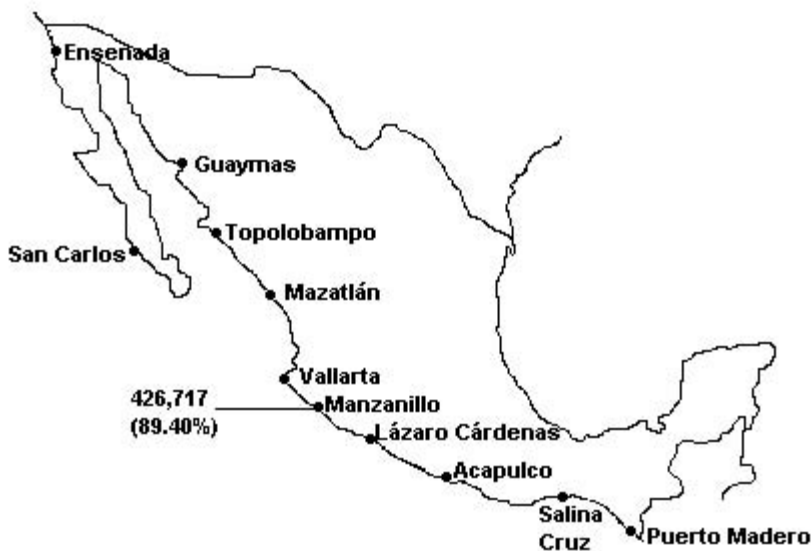 Ensenada
Guaymas
Topolobampo
San Carlos
Mazatlán
Vallarta
426,717
(89.40%)
Manzanillo
Lázaro Cárdenas
Acapulco
Salina
Cruz
Puerto Madero